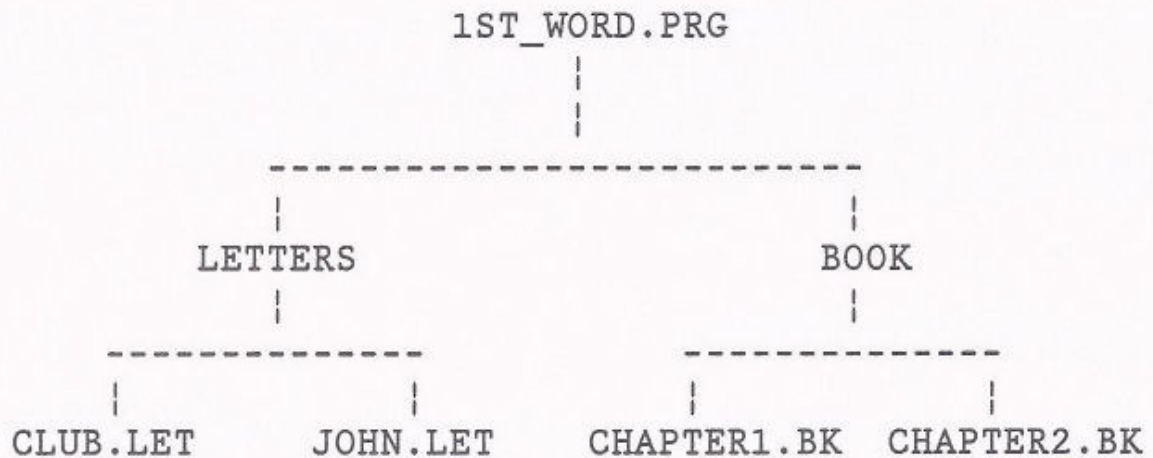 1ST_WORD.PRG
LETTERS BOOK
CLUB.LET JOHN.LET CHAPTER1.BK CHAPTER2.BK